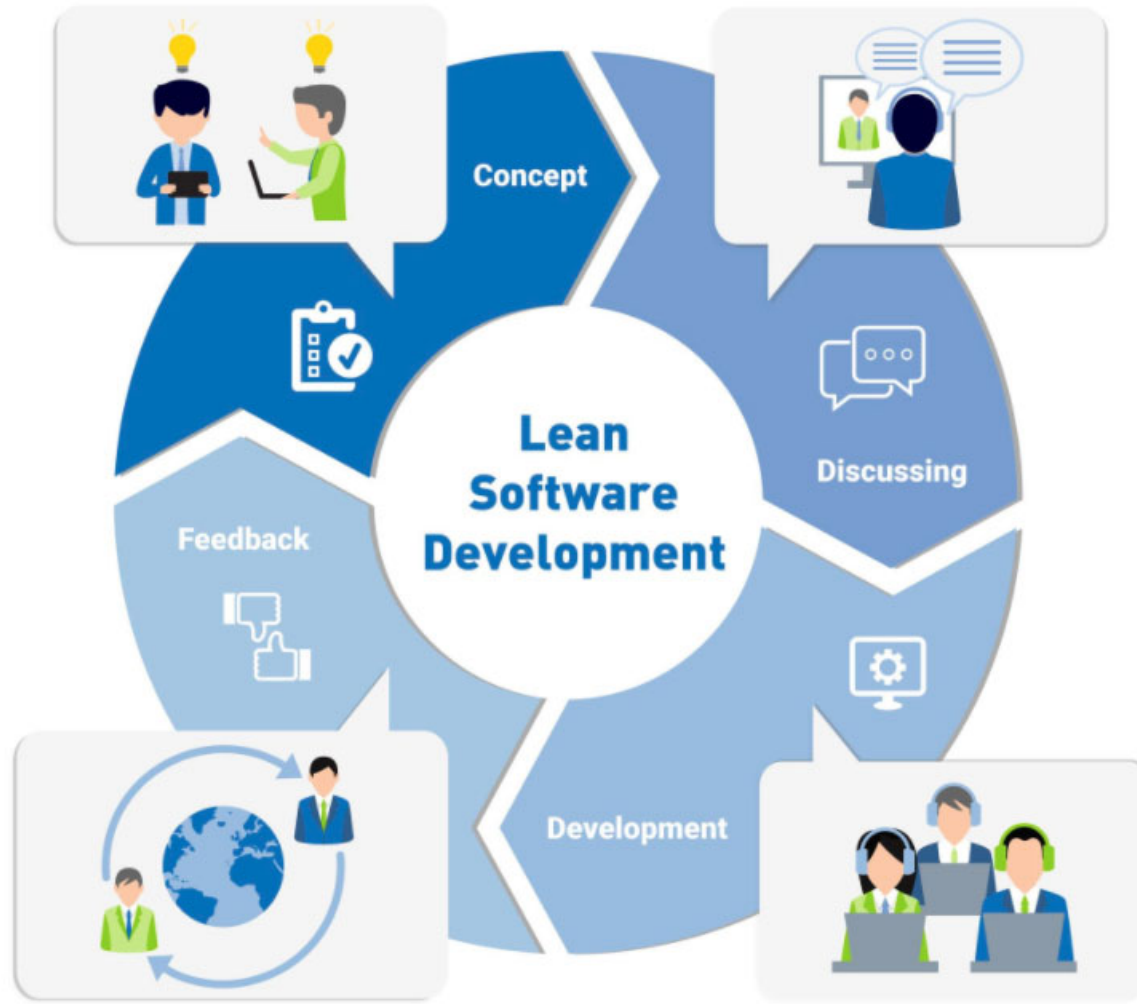 Concept
Discussing
Lean
Software
Development
Feedback
Development